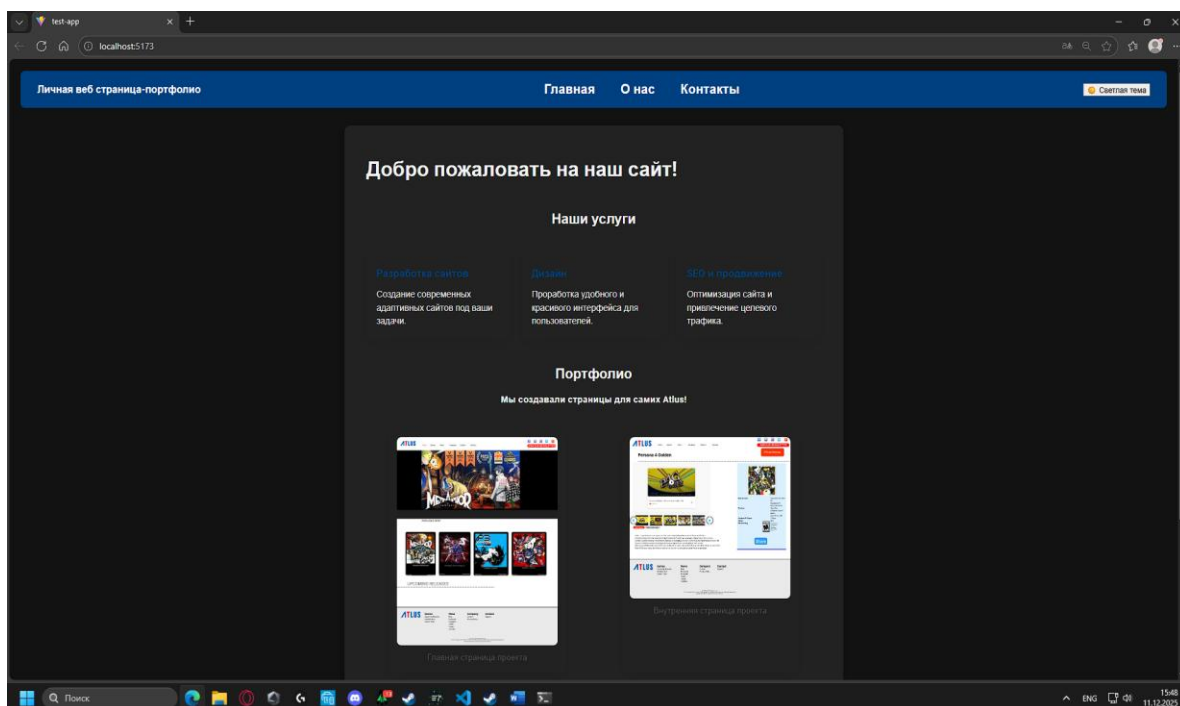 test-app
localhost:5173
Личная веб страница-портфолио
Главная
О нас
Контакты
Светлая тема
Добро пожаловать на наш сайт!
Наши услуги
Разработка сайтов
Создание современных
адаптивных сайтов под ваши
задачи.
Дизайн
Проработка удобного и
красивого интерфейса для
пользователей.
SEO и продвижение
Оптимизация сайта и
привлечение целевого
трафика.
Портфолио
Мы создавали страницы для самих Atlus!
ATLUS
ATLUS
Главная страница проекта
ATLUS
Persona 4 Golden
ATLUS
Внутренняя страница проекта
Поиск
ENG
15:48
11.12.2025